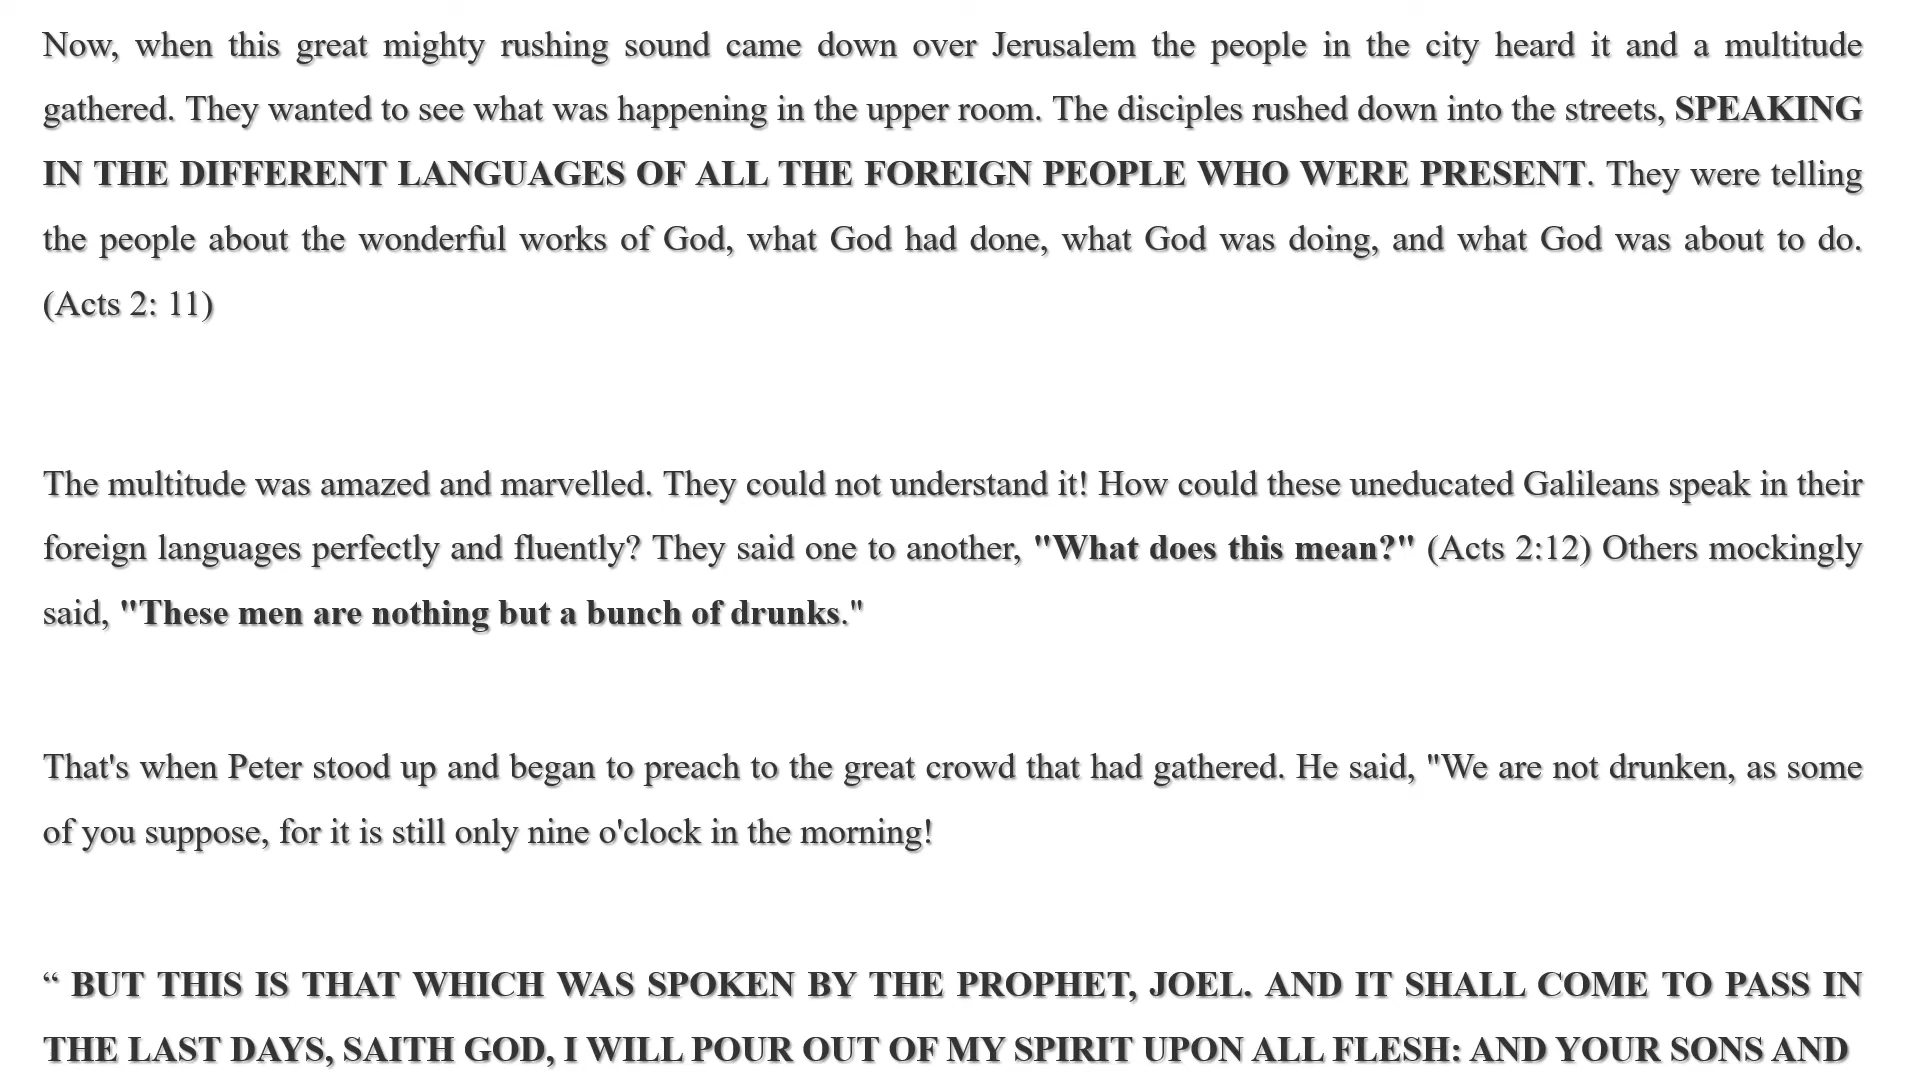 Now, when this great mighty rushing sound came down over Jerusalem the people in the city heard it and a multitude
gathered. They wanted to see what was happening in the upper room. The disciples rushed down into the streets, SPEAKING
IN THE DIFFERENT LANGUAGES OF ALL THE FOREIGN PEOPLE WHO WERE PRESENT. They were telling
the people about the wonderful works of God, what God had done, what God was doing, and what God was about to do.
(Acts 2: 11)
The multitude was amazed and marvelled. They could not understand it! How could these uneducated Galileans speak in their
foreign languages perfectly and fluently? They said one to another, "What does this mean?" (Acts 2:12) Others mockingly
said, "These men are nothing but a bunch of drunks."
That's when Peter stood up and began to preach to the great crowd that had gathered. He said, "We are not drunken, as some
of you suppose, for it is still only nine o'clock in the morning!
“ BUT THIS IS THAT WHICH WAS SPOKEN BY THE PROPHET, JOEL. AND IT SHALL COME TO PASS IN
THE LAST DAYS, SAITH GOD, I WILL POUR OUT OF MY SPIRIT UPON ALL FLESH: AND YOUR SONS AND